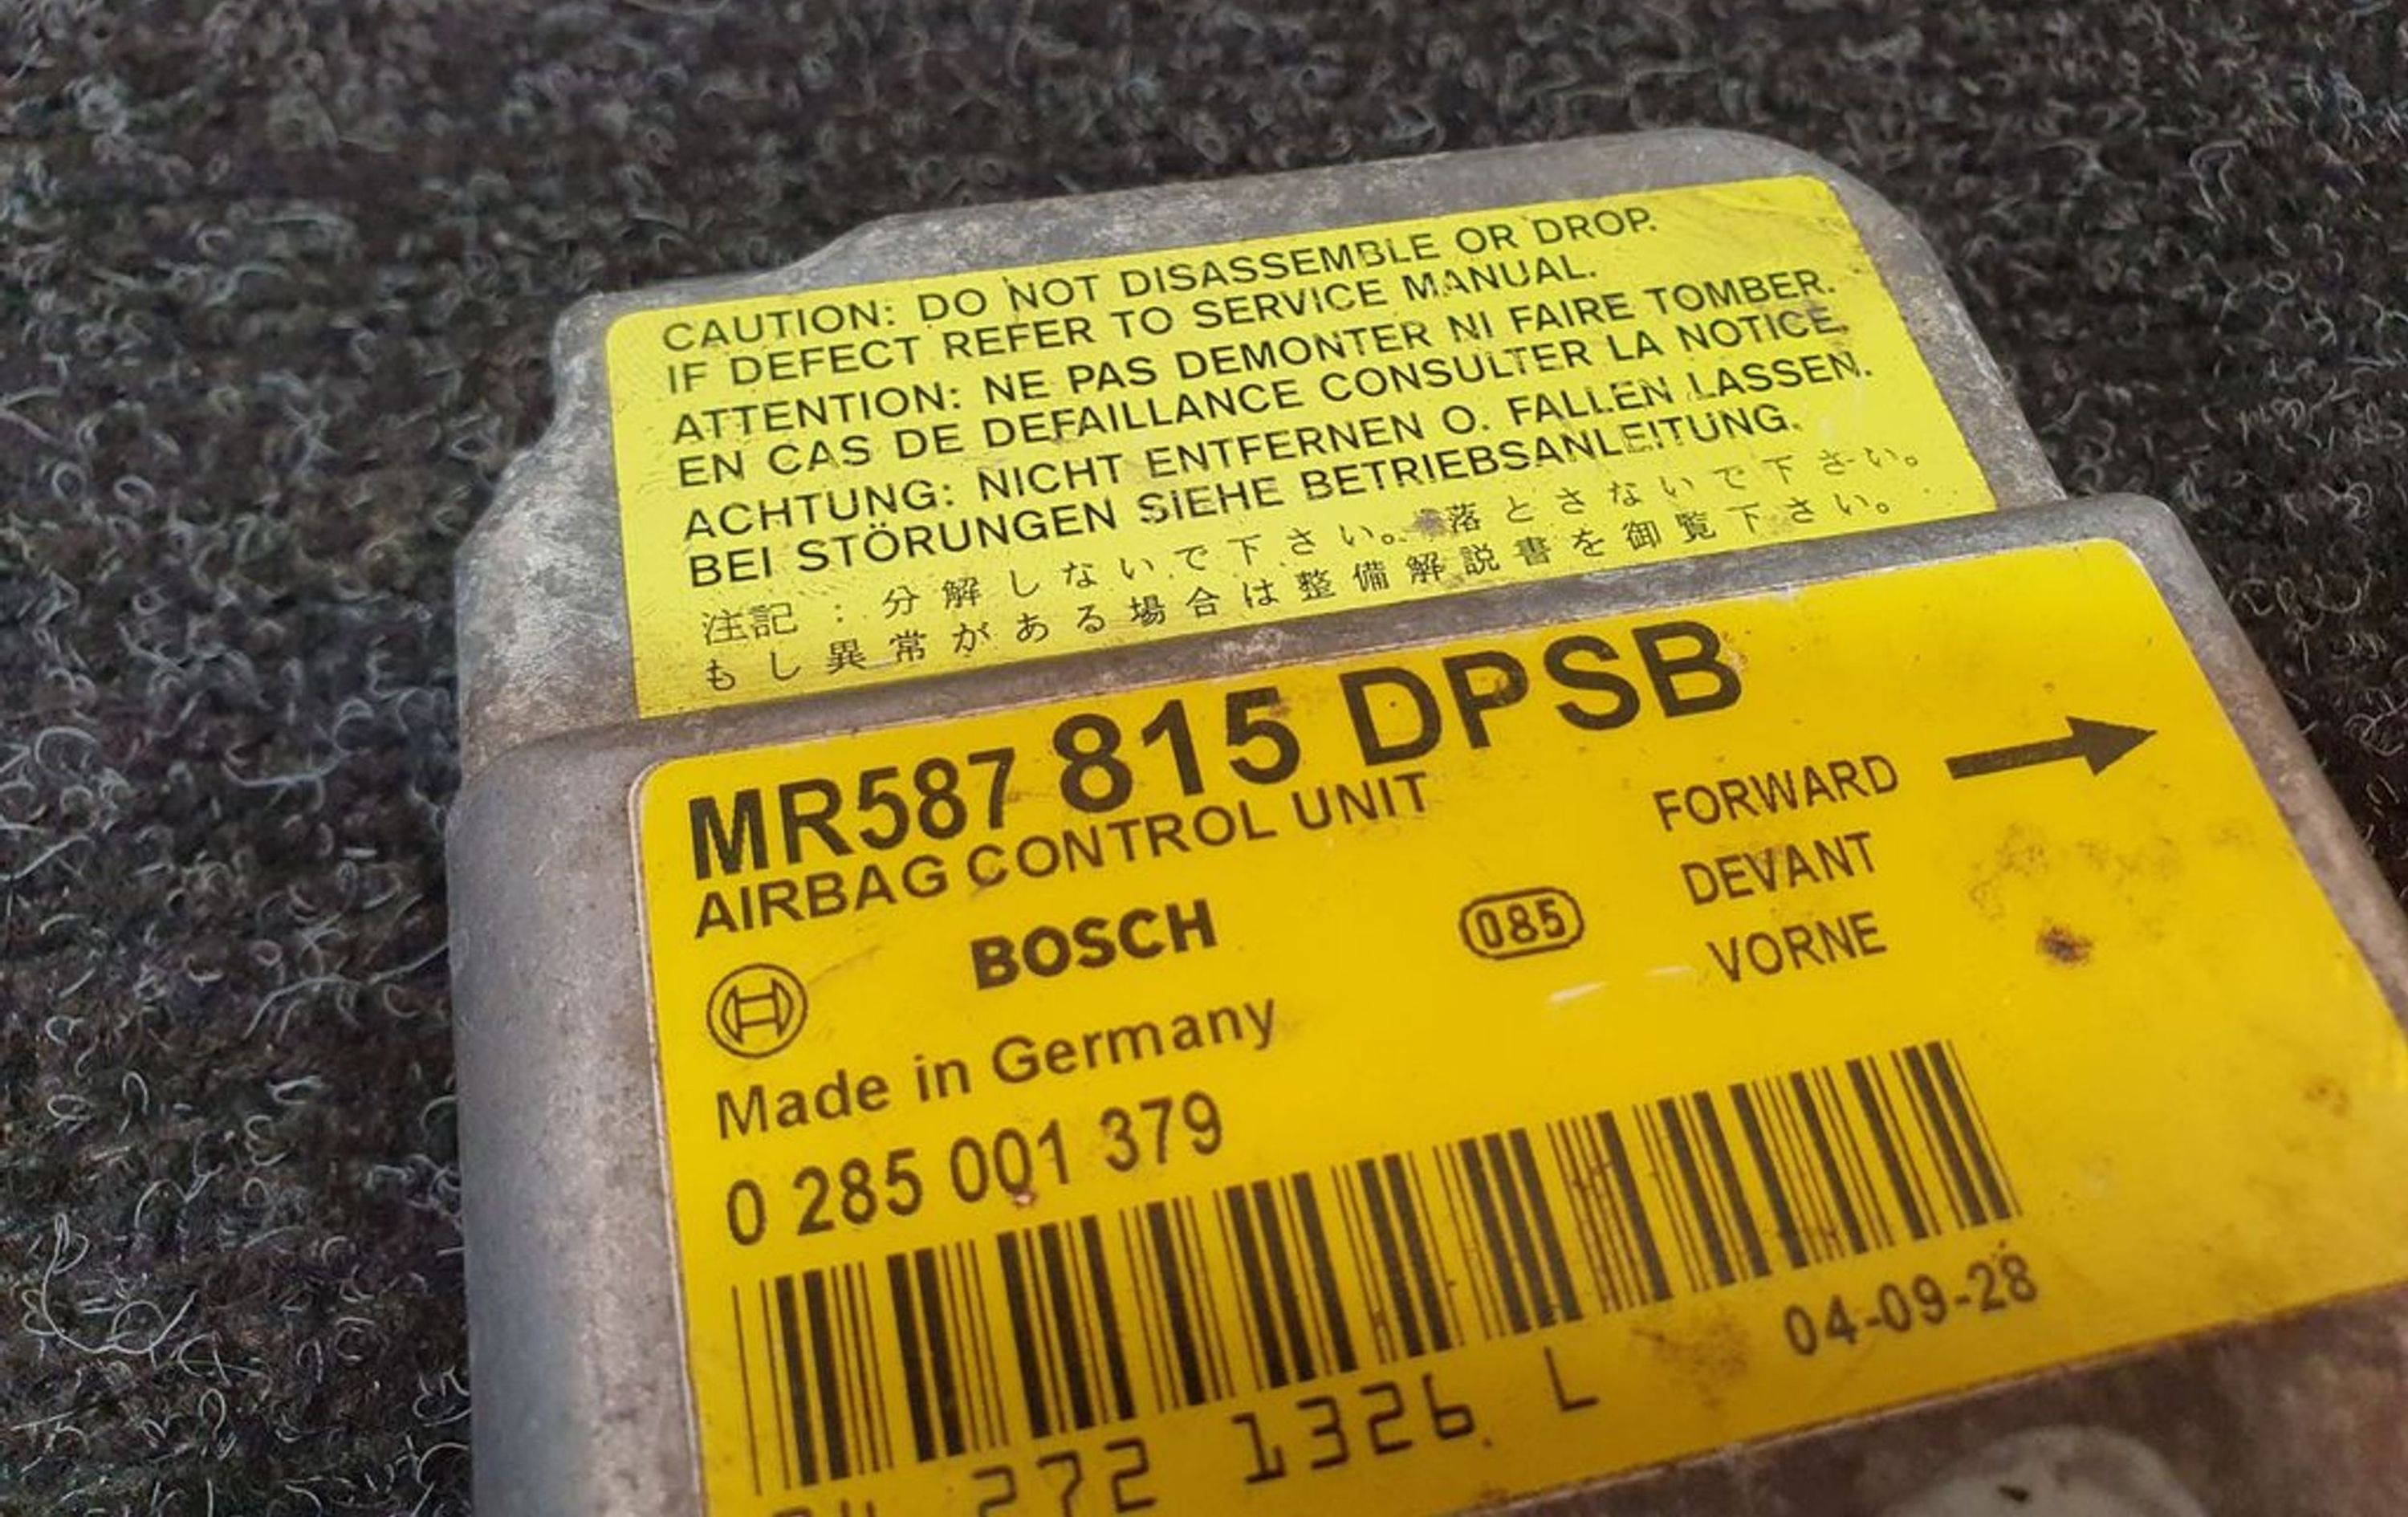 CAUTION: DO NOT DISASSEMBLE OR DROP.
IF DEFECT REFER TO SERVICE MANUAL.
ATTENTION: NE PAS DEMONTER NI FAIRE TOMBER.
EN CAS DE DEFAILLANCE CONSULTER LA NOTICE.
ACHTUNG: NICHT ENTFERNEN O. FALLEN LASSEN.
BEI STÖRUNGEN SIEHE BETRIEBSANLEITUNG.
注記：分解しないで下さい。落とさないで下さい。
もし異常がある場合は整備解説書を御覧下さい。
MR587 815 DPSB
AIRBAG CONTROL UNIT
FORWARD
BOSCH 085 DEVANT
VORNE
Made in Germany
0 285 001 379
04-09-28
272 1326 L